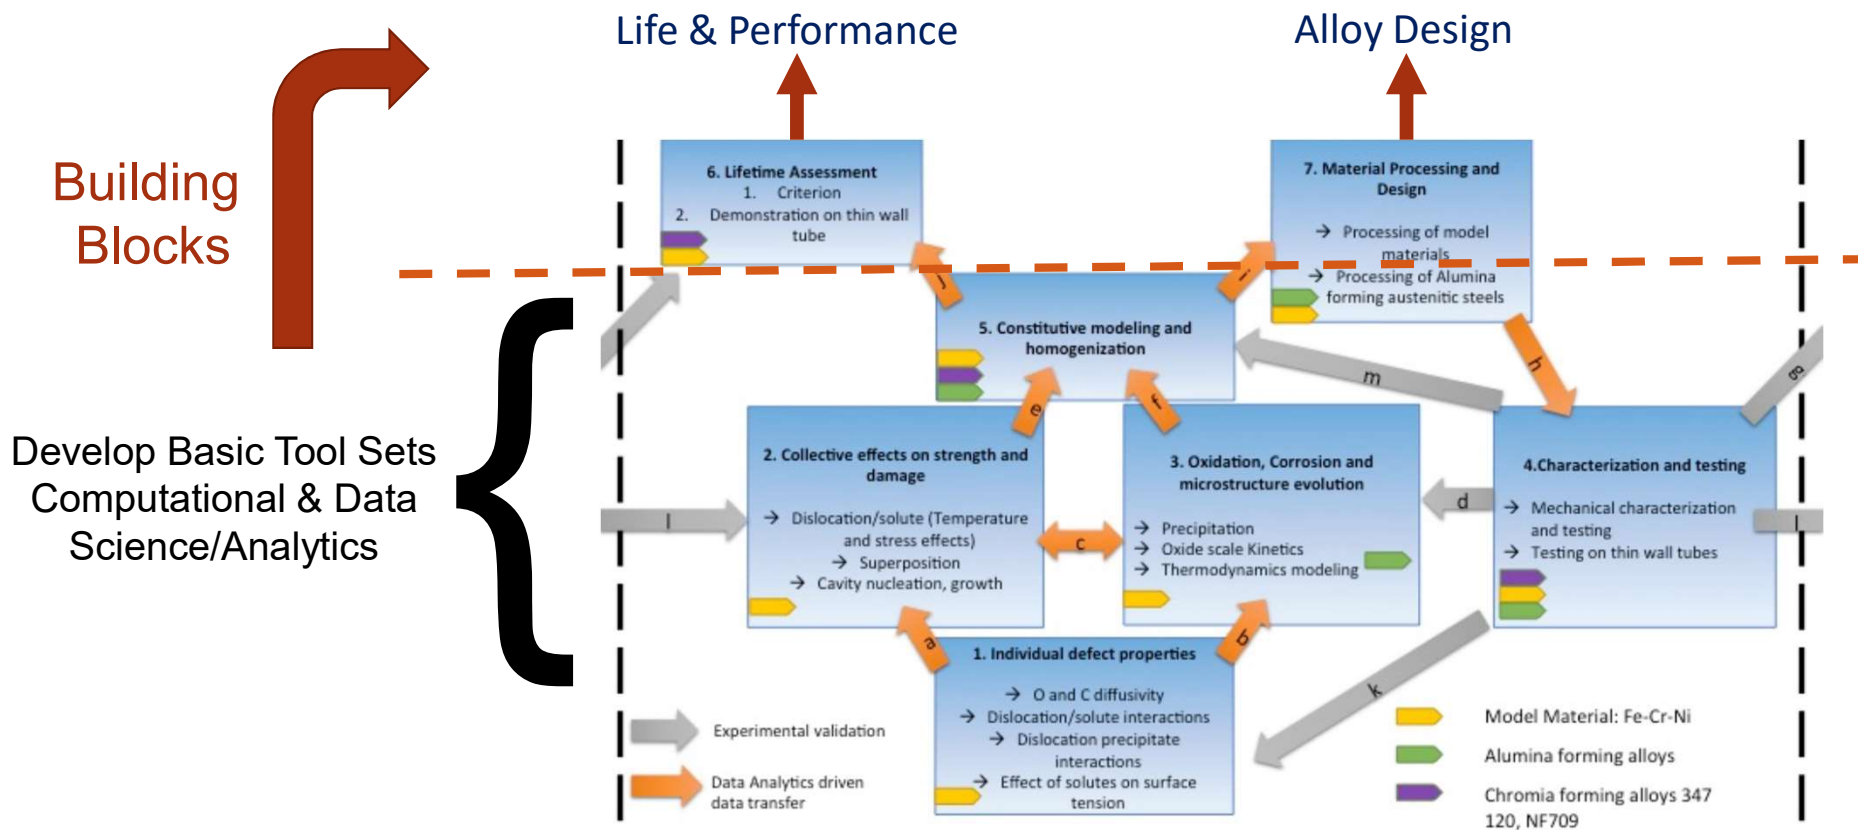 Life & Performance
Alloy Design
Building
Blocks
Develop Basic Tool Sets
Computational & Data
Science/Analytics
6. Lifetime Assessment
1. Criterion
2. Demonstration on thin wall
tube
7. Material Processing and
Design
→ Processing of model
materials
→ Processing of Alumina
forming austenitic steels
j
i
5. Constitutive modeling and
homogenization
m
h
g
e
f
2. Collective effects on strength and
damage
→ Dislocation/solute (Temperature
and stress effects)
→ Superposition
→ Cavity nucleation, growth
l
c
3. Oxidation, Corrosion and
microstructure evolution
→ Precipitation
→ Oxide scale Kinetics
→ Thermodynamics modeling
d
4.Characterization and testing
→ Mechanical characterization
and testing
→ Testing on thin wall tubes
l
a
b
k
1. Individual defect properties
→ O and C diffusivity
→ Dislocation/solute interactions
→ Dislocation precipitate
interactions
→ Effect of solutes on surface
tension
Experimental validation
Data Analytics driven
data transfer
Model Material: Fe-Cr-Ni
Alumina forming alloys
Chromia forming alloys 347
120, NF709